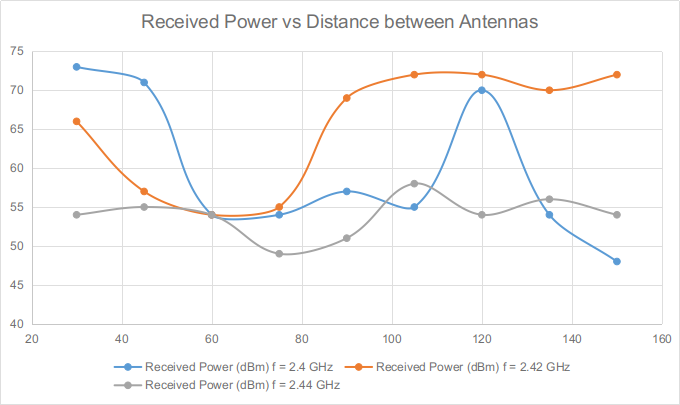 Received Power vs Distance between Antennas
75
70
65
60
55
50
45
40
20 40 60 80 100 120 140 160
Received Power (dBm) f = 2.4 GHz Received Power (dBm) f = 2.42 GHz
Received Power (dBm) f = 2.44 GHz